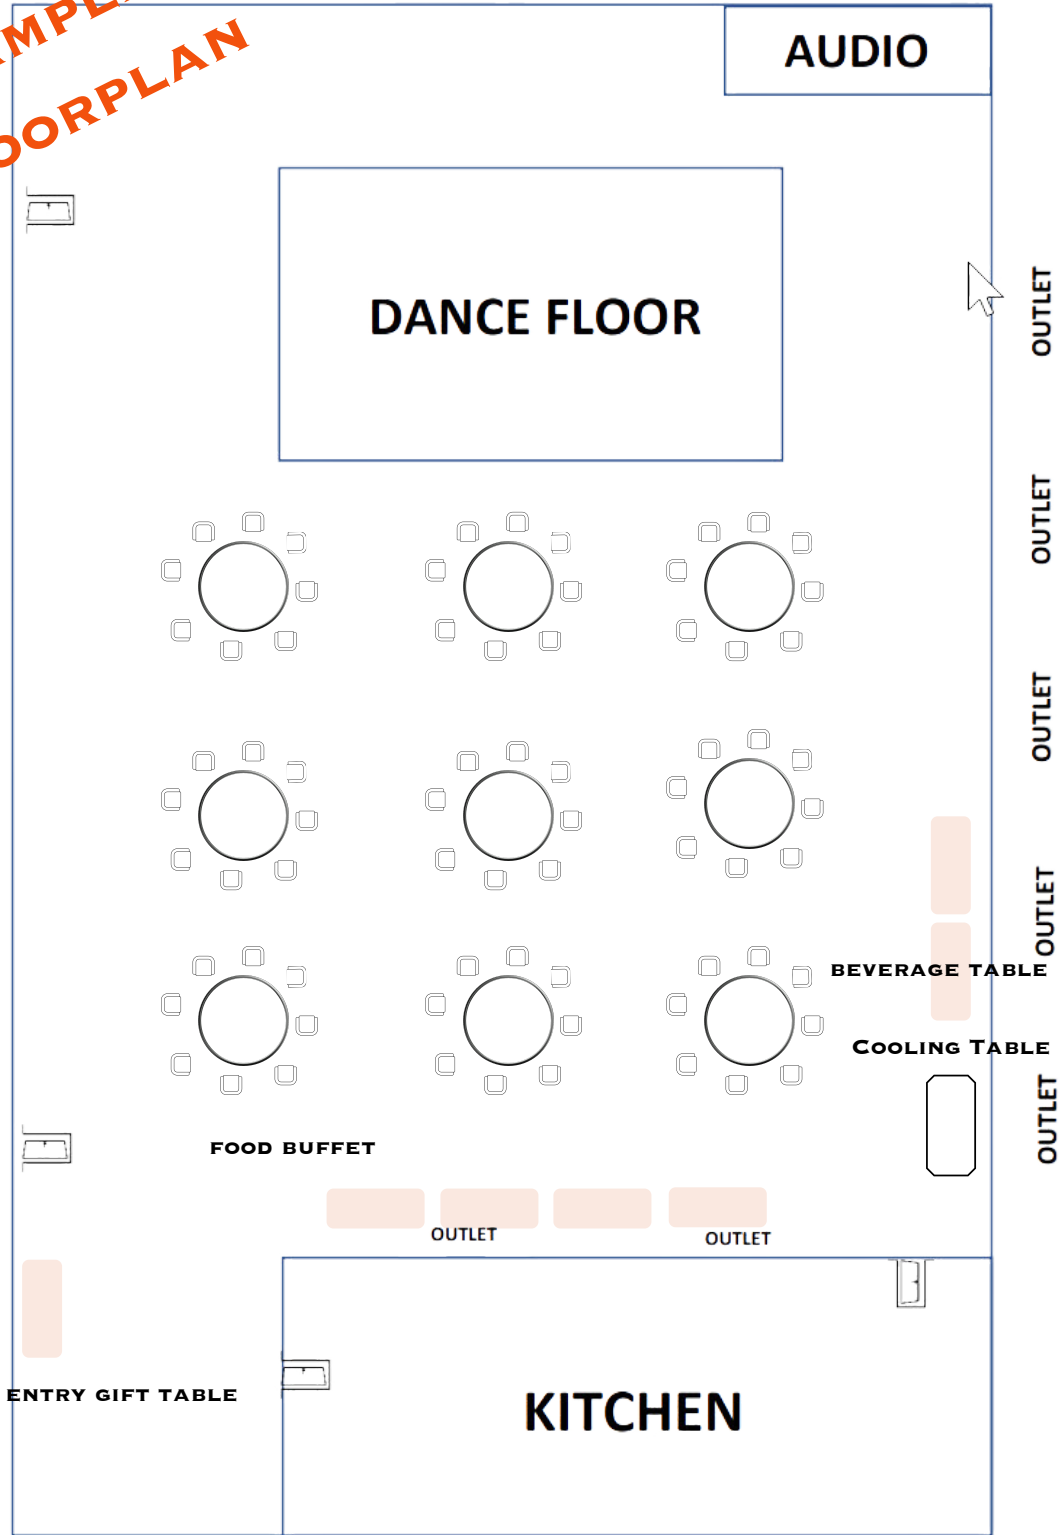 AUDIO
OORPLAN
DANCE FLOOR
OUTLET
OUTLET
OUTLET
OUTLET
BEVERAGE TABLE
Cooling Table
OUTLET
FOOD BUFFET
OUTLET
OUTLET
ENTRY GIFT TABLE
KITCHEN